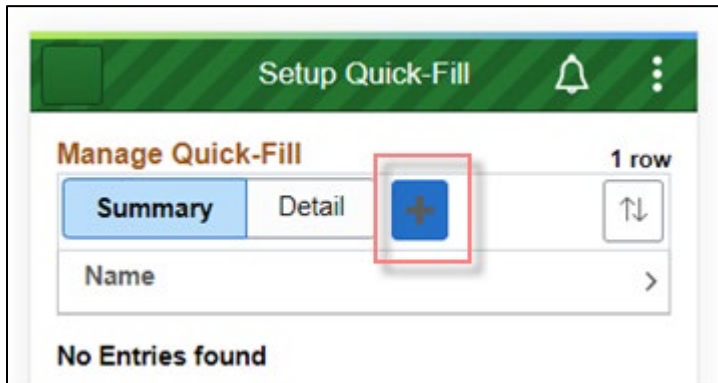 Setup Quick-Fill
Manage Quick-Fill 1 row
Summary Detail
Name
No Entries found